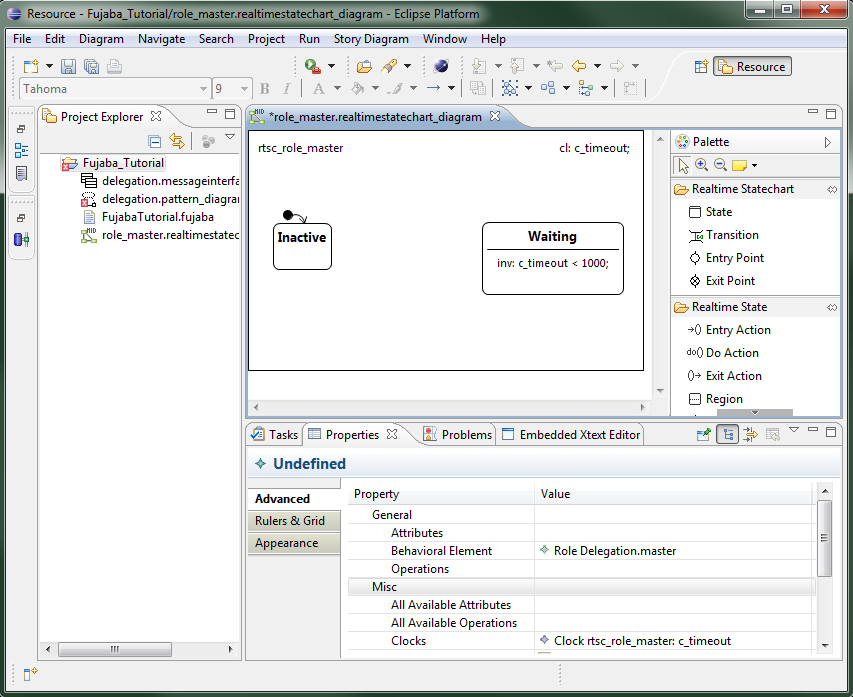 Resource - Fujaba_Tutorial/role_master.realtimestatechart_diagram - Eclipse Platform
File Edit Diagram Navigate Search Project Run Story Diagram Window Help
Resource
Tahoma 9 B I A
Project Explorer
Fujaba_Tutorial
delegation.messageinterfa
delegation.pattern_diagrar
FujabaTutorial.fujaba
role_master.realtimestatec
*role_master.realtimestatechart_diagram
rtsc_role_master cl: c_timeout;
Inactive
Waiting
inv: c_timeout < 1000;
Palette
Realtime Statechart
State
Transition
Entry Point
Exit Point
Realtime State
Entry Action
do() Do Action
Exit Action
Region
Tasks Properties Problems Embedded Xtext Editor
Undefined
Advanced
Rulers & Grid
Appearance
Property Value
General
Attributes
Behavioral Element Role Delegation.master
Operations
Misc
All Available Attributes
All Available Operations
Clocks Clock rtsc_role_master: c_timeout